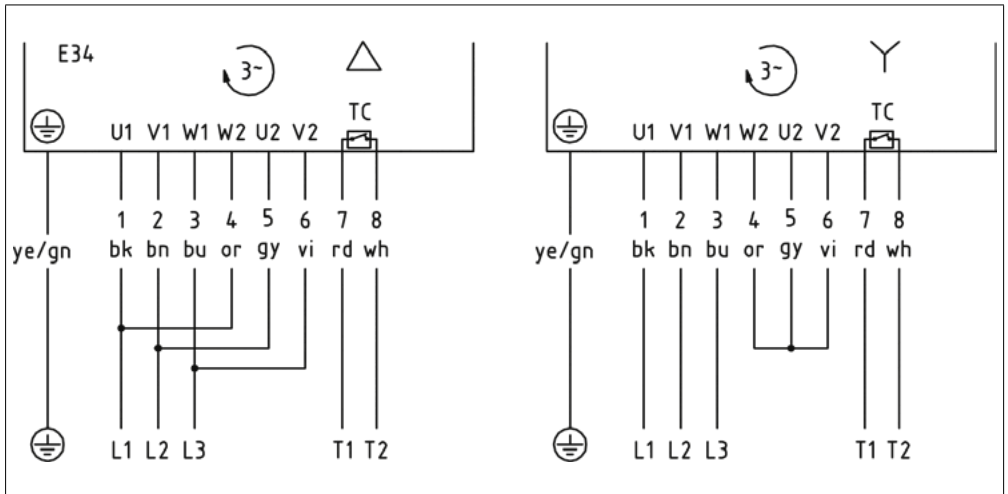 E34
3~
TC
U1 V1 W1 W2 U2 V2
1 2 3 4 5 6 7 8
ye/gn bk bn bu or gy vi rd wh
L1 L2 L3 T1 T2
3~
TC
U1 V1 W1 W2 U2 V2
1 2 3 4 5 6 7 8
ye/gn bk bn bu or gy vi rd wh
L1 L2 L3 T1 T2